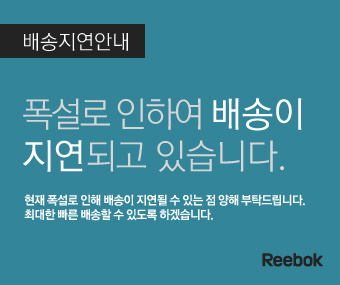 배송지연안내
폭설로 인하여 배송이
지연되고 있습니다.
현재 폭설로 인해 배송이 지연될 수 있는 점 양해 부탁드립니다.
최대한 빠른 배송할 수 있도록 하겠습니다.
Reebok